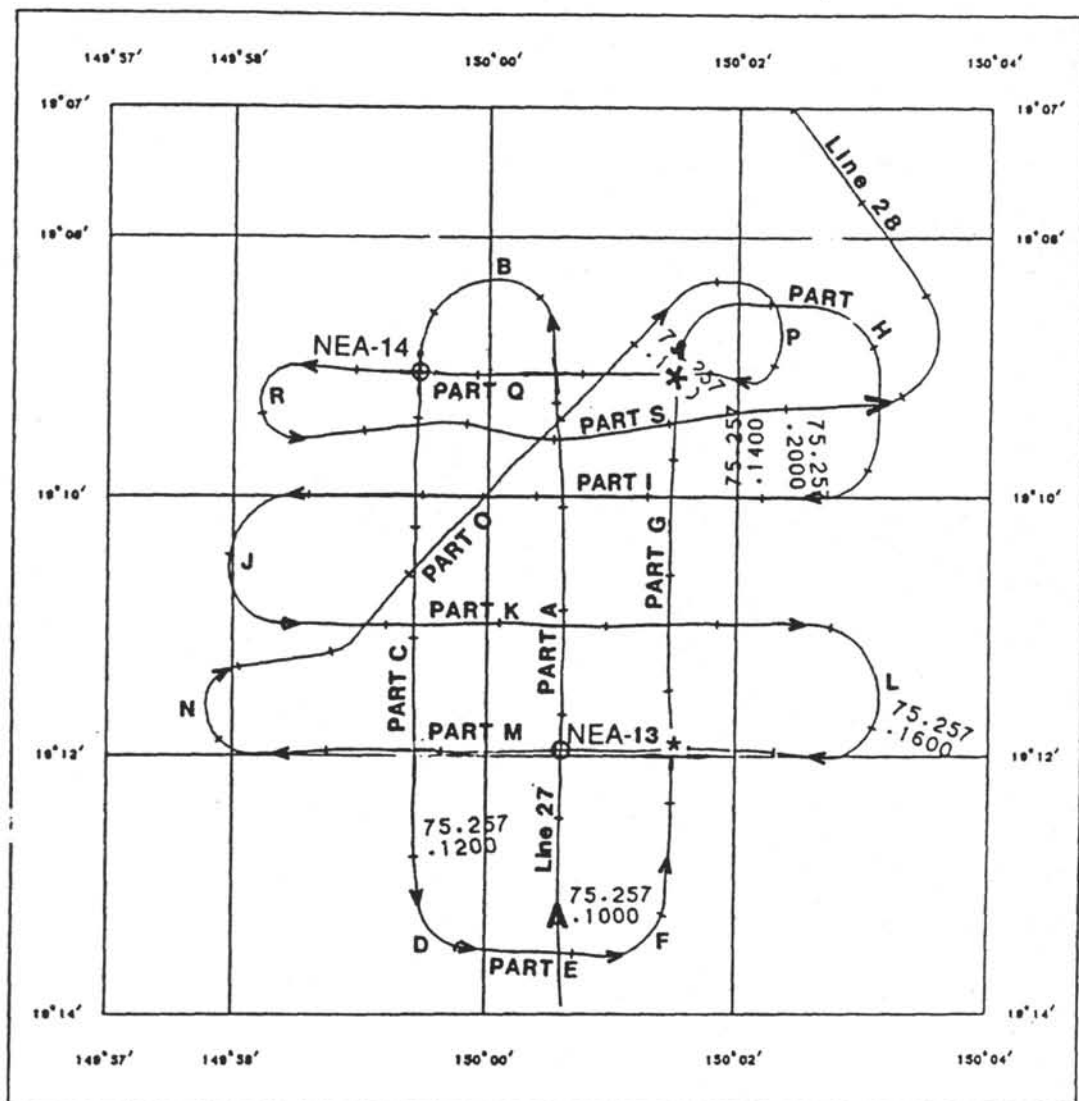 149°57′ 149°58′ 150°00′ 150°02′ 150°04′
19°07′ 19°07′
Line 28
19°08′ 19°08′
B
PART H
P
NEA-14
PART Q
R
PART S
75.257
.1400
75.257
.2000
PART I
19°10′ 19°10′
PART O
PART G
J
PART K
PART A
PART C
N
L
75.257
.1600
PART M
NEA-13
19°12′ 19°12′
75.257
.1200
Line 27
75.257
.1000
D
F
PART E
19°14′ 19°14′
149°57′ 149°58′ 150°00′ 150°02′ 150°04′